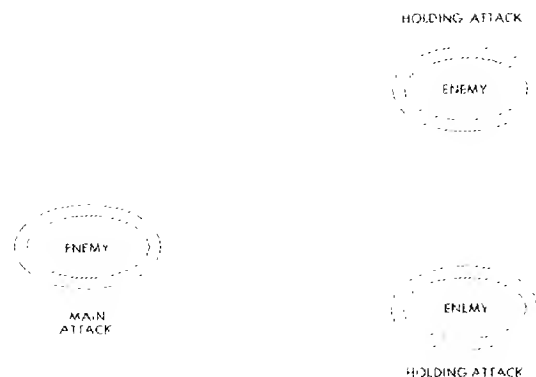 HOLDING ATTACK
ENEMY
ENEMY
MAIN
ATTACK
ENEMY
HOLDING ATTACK